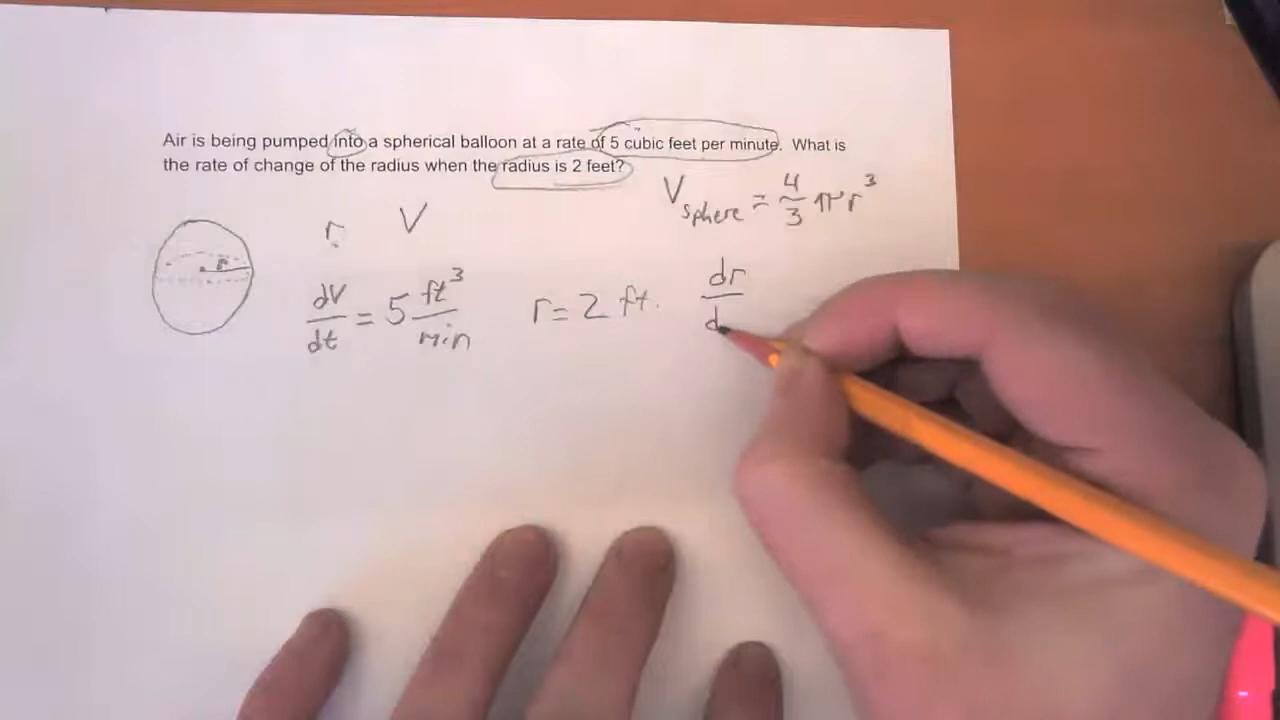 Air is being pumped into a spherical balloon at a rate of 5 cubic feet per minute. What is
the rate of change of the radius when the radius is 2 feet?
V sphere = 4/3 πr³
r V
r
dV/dt = 5 ft³/min r = 2 ft. dr/d